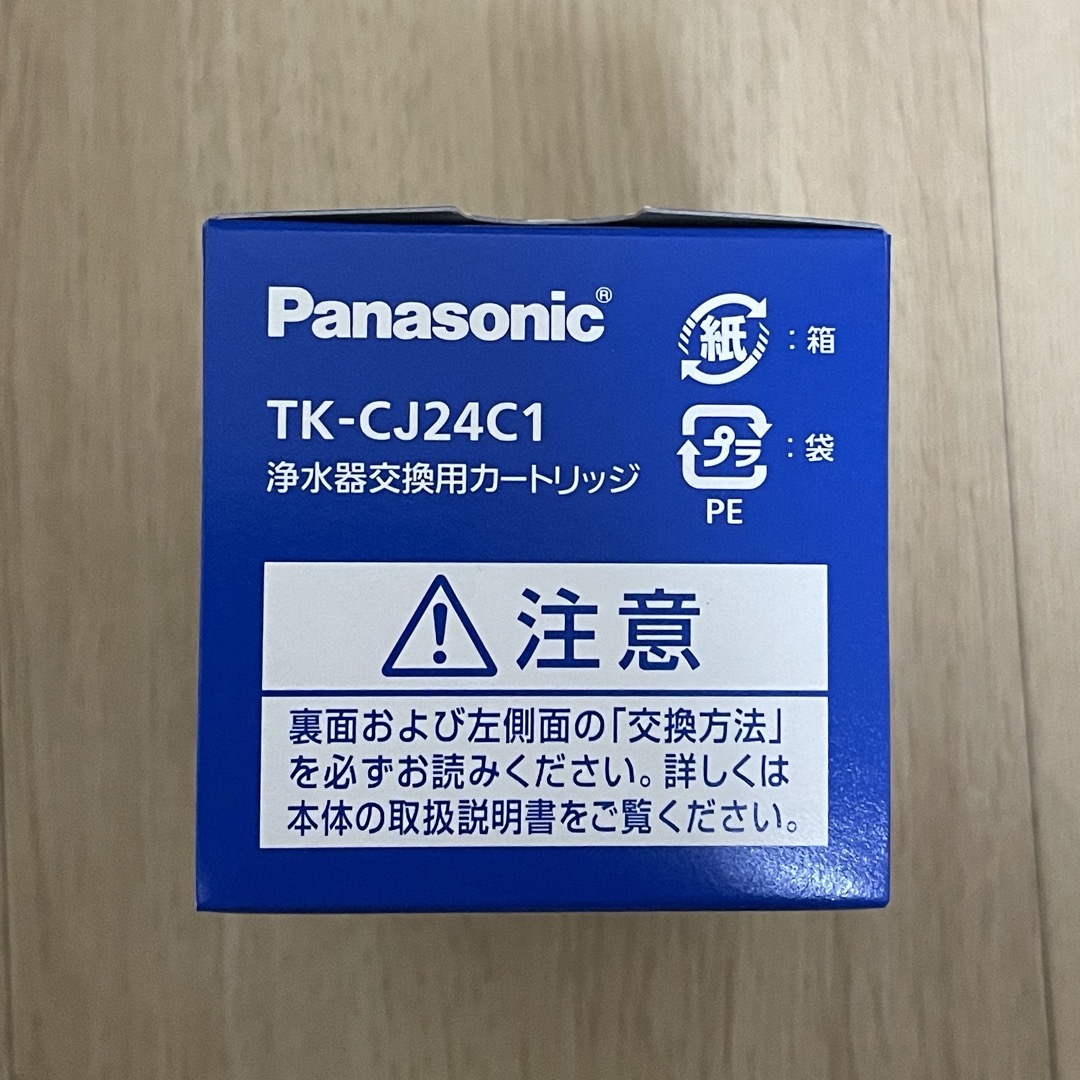 Panasonic®
TK-CJ24C1
浄水器交換用カートリッジ
紙:箱
プラ:袋
PE
注意
裏面および左側面の「交換方法」
を必ずお読みください。詳しくは
本体の取扱説明書をご覧ください。